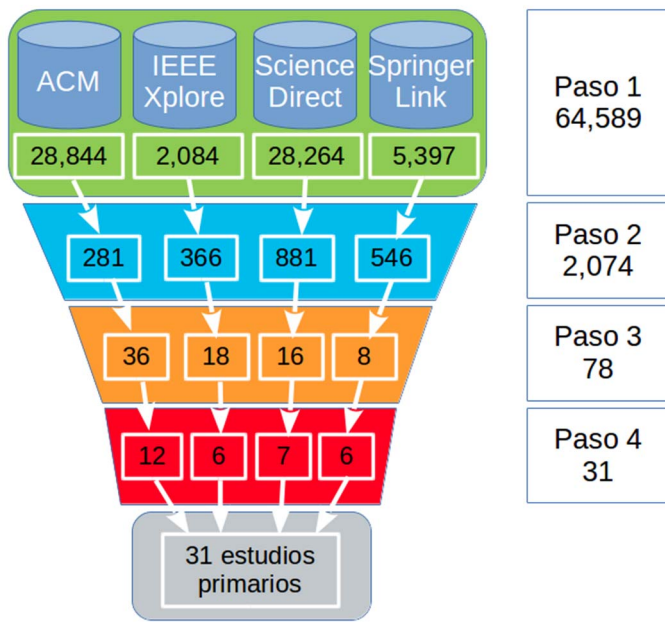 ACM
IEEE
Xplore
Science
Direct
Springer
Link
28,844
2,084
28,264
5,397
Paso 1
64,589
281
366
881
546
Paso 2
2,074
36
18
16
8
Paso 3
78
12
6
7
6
Paso 4
31
31 estudios
primarios